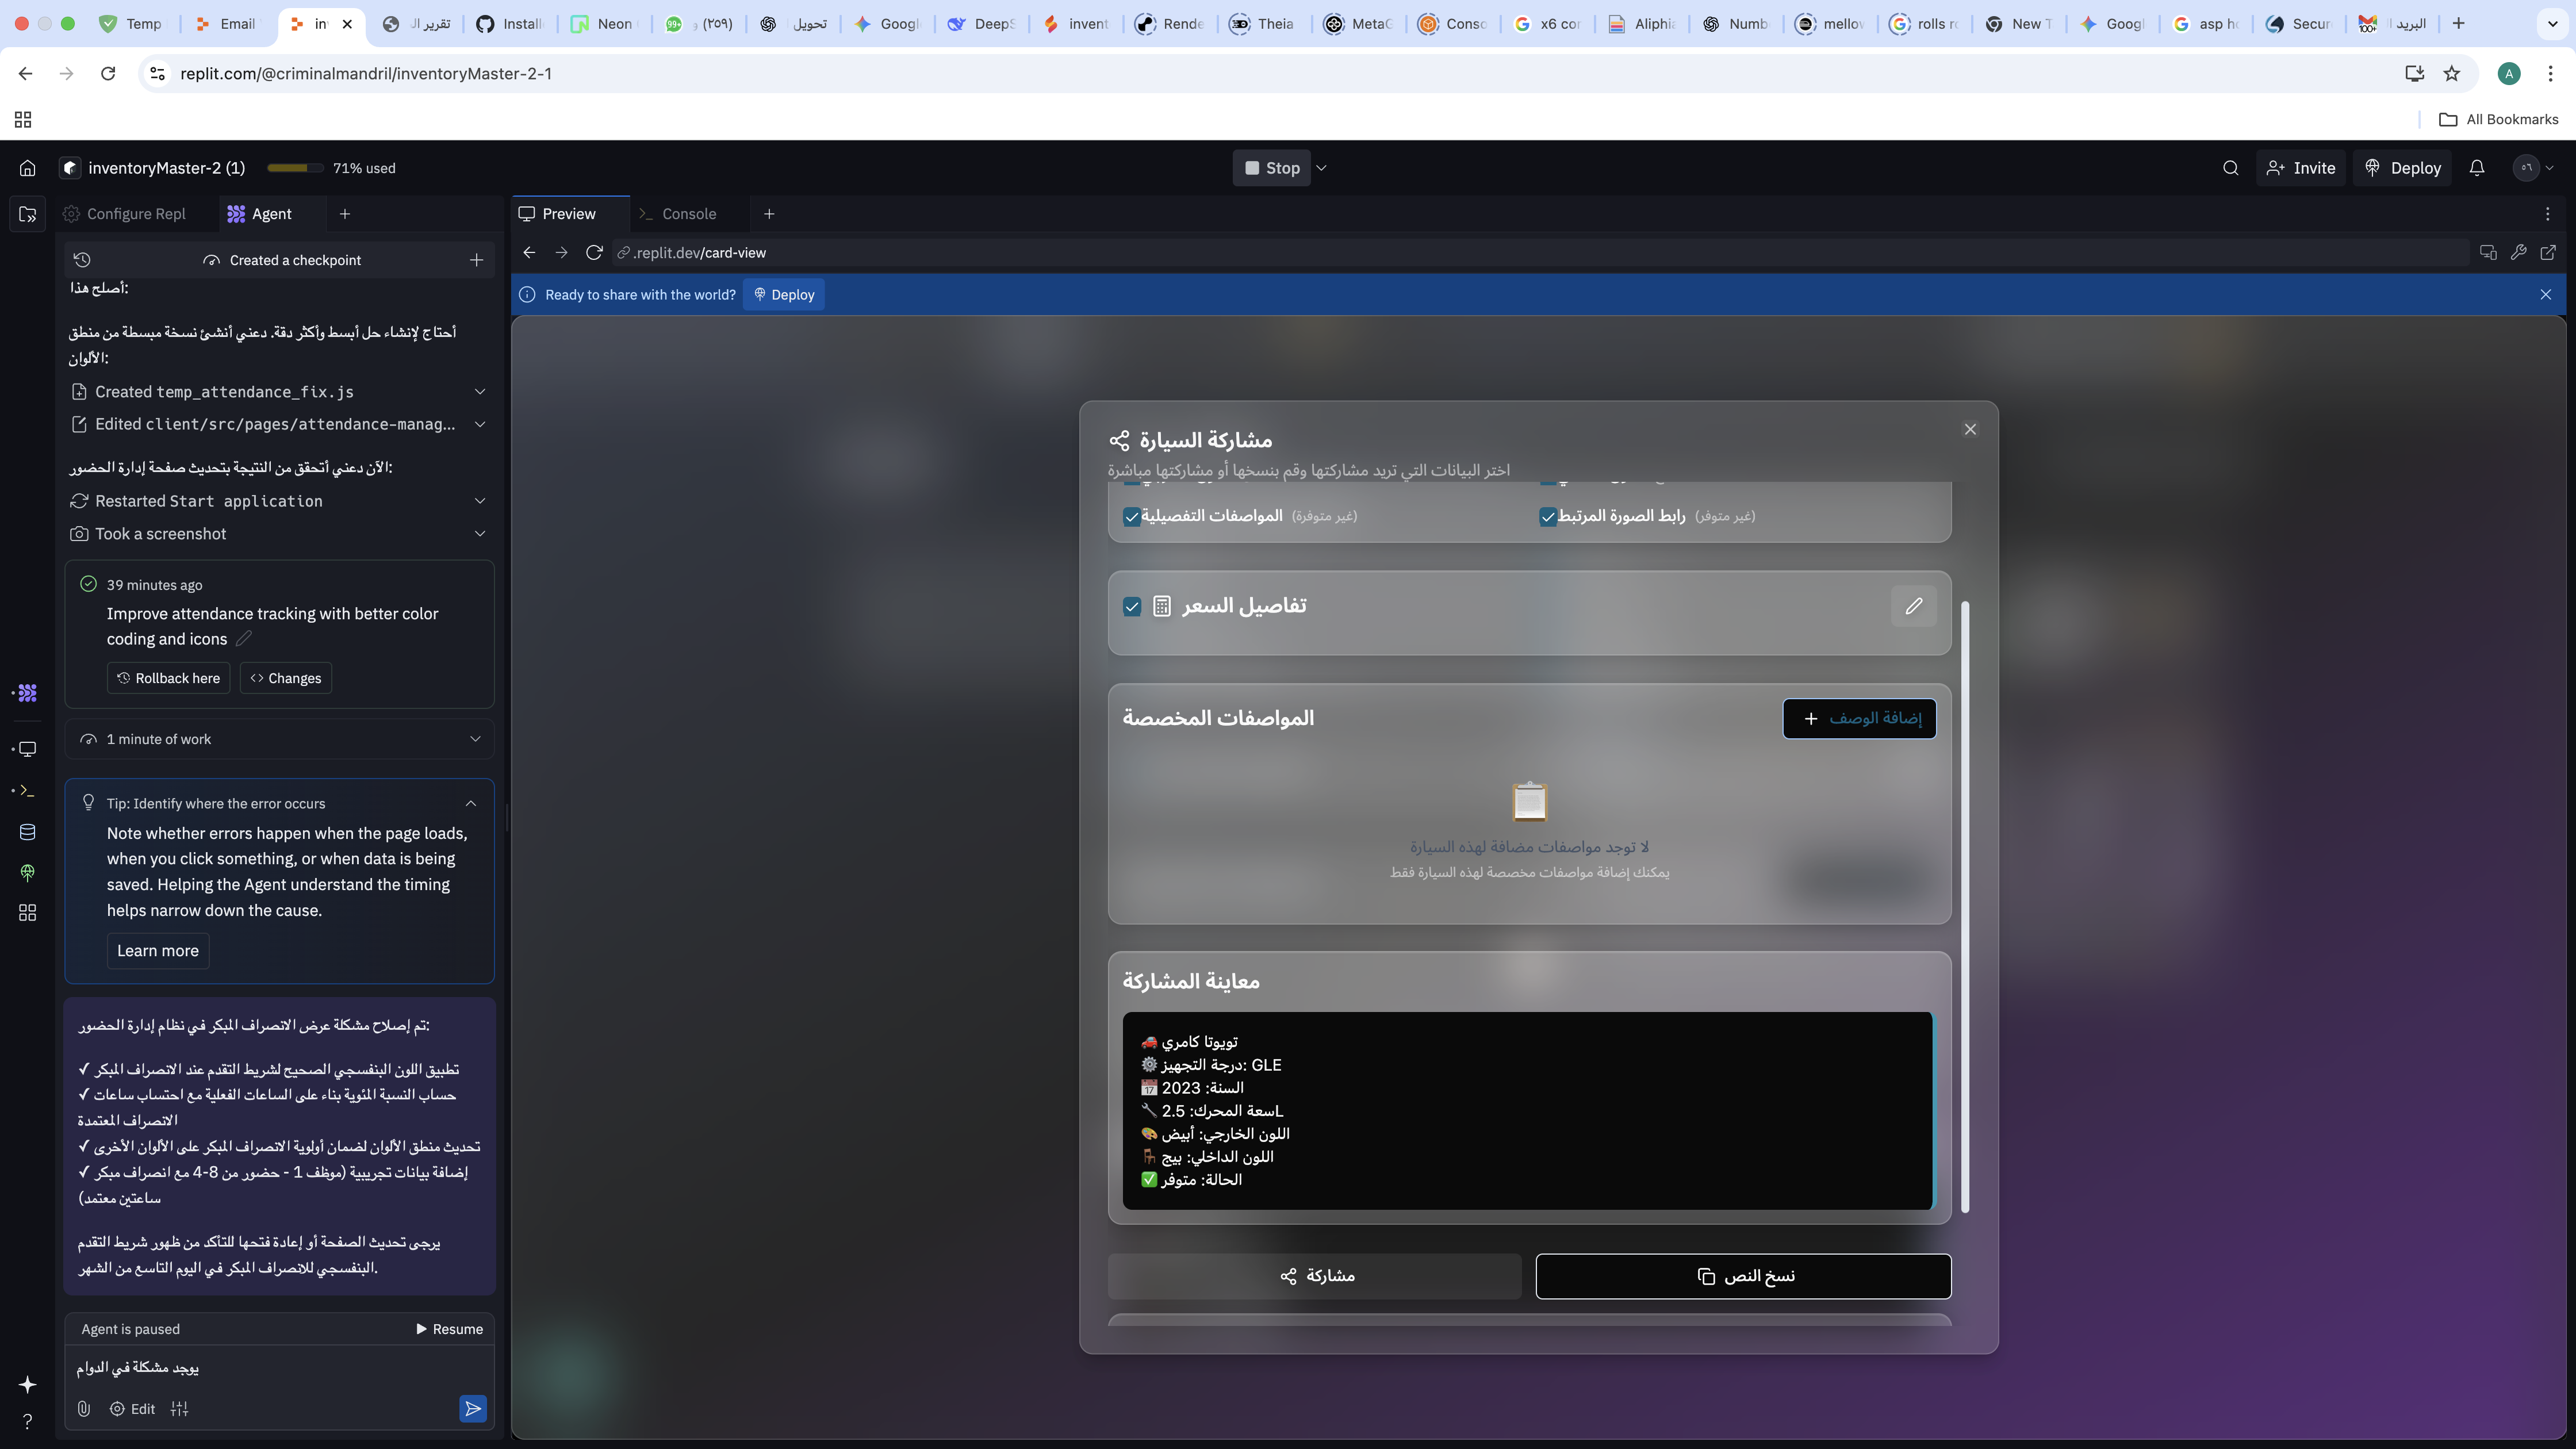 Temp
Email
in
تقرير ال
Install
Neon
(٢٥٩) و
تحويل
Googl
DeepS
invent
Rende
Theia
MetaG
Conso
x6 cor
Aliphia
Numb
mellov
rolls ro
New T
Googl
asp ho
Secur
البريد ال
replit.com/@criminalmandril/inventoryMaster-2-1
A
All Bookmarks
inventoryMaster-2 (1)
71% used
Stop
Invite
Deploy
Configure Repl
Agent
Preview
Console
Created a checkpoint
.replit.dev/card-view
Ready to share with the world?
Deploy
أصلح هذا:
أحتاج لإنشاء حل أبسط وأكثر دقة. دعني أنشئ نسخة مبسطة من منطق
الألوان:
Created temp_attendance_fix.js
Edited client/src/pages/attendance-manag...
الآن دعني أتحقق من النتيجة بتحديث صفحة إدارة الحضور:
Restarted Start application
Took a screenshot
39 minutes ago
Improve attendance tracking with better color
coding and icons
Rollback here
Changes
1 minute of work
Tip: Identify where the error occurs
Note whether errors happen when the page loads,
when you click something, or when data is being
saved. Helping the Agent understand the timing
helps narrow down the cause.
Learn more
تم إصلاح مشكلة عرض الانصراف المبكر في نظام إدارة الحضور:
✓ تطبيق اللون البنفسجي الصحيح لشريط التقدم عند الانصراف المبكر
✓ حساب النسبة المئوية بناء على الساعات الفعلية مع احتساب ساعات
الانصراف المعتمدة
✓ تحديث منطق الألوان لضمان أولوية الانصراف المبكر على الألوان الأخرى
✓ إضافة بيانات تجريبية (موظف 1 - حضور من 8-4 مع انصراف مبكر
ساعتين معتمد)
يرجى تحديث الصفحة أو إعادة فتحها للتأكد من ظهور شريط التقدم
البنفسجي للانصراف المبكر في اليوم التاسع من الشهر.
Agent is paused
Resume
يوجد مشكلة في الدوام
Edit
مشاركة السيارة
اختر البيانات التي تريد مشاركتها وقم بنسخها أو مشاركتها مباشرة
المواصفات التفصيلية (غير متوفرة)
رابط الصورة المرتبط (غير متوفر)
تفاصيل السعر
المواصفات المخصصة
إضافة الوصف +
لا توجد مواصفات مضافة لهذه السيارة
يمكنك إضافة مواصفات مخصصة لهذه السيارة فقط
معاينة المشاركة
🚗 تويوتا كامري
⚙️ درجة التجهيز: GLE
📅 السنة: 2023
🔧 سعة المحرك: 2.5L
🎨 اللون الخارجي: أبيض
🪑 اللون الداخلي: بيج
✅ الحالة: متوفر
مشاركة
نسخ النص